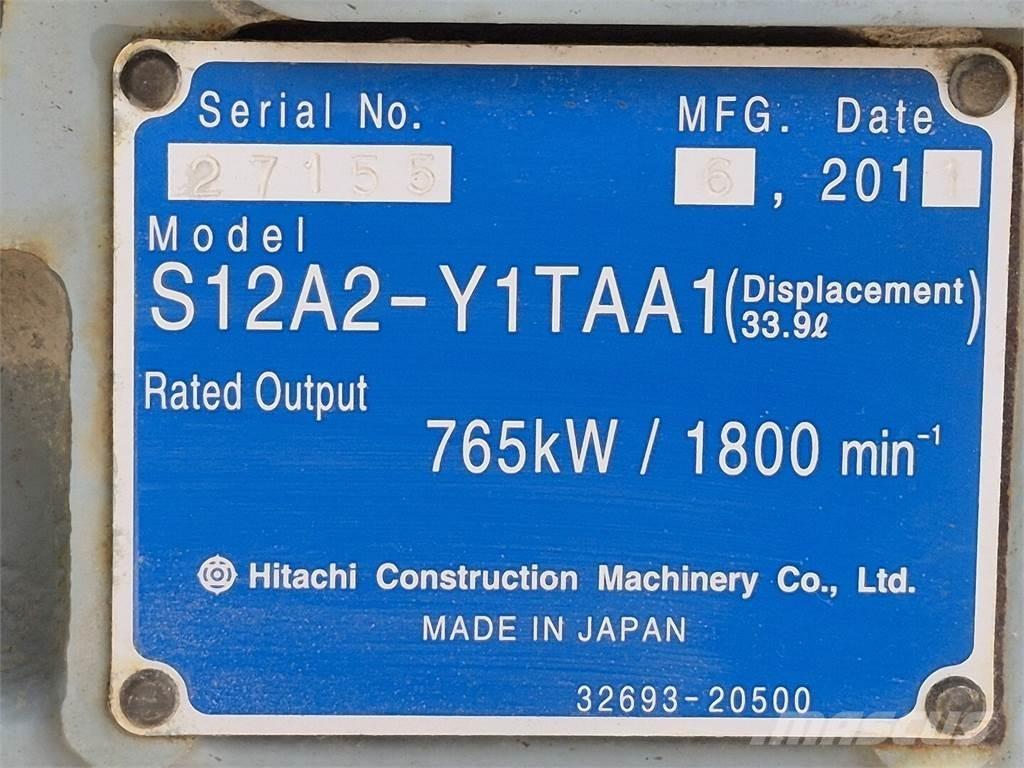 Serial No. MFG. Date
27155 6, 2011
Model
S12A2-Y1TAA1 (Displacement 33.9ℓ)
Rated Output
765kW / 1800 min⁻¹
Hitachi Construction Machinery Co., Ltd.
MADE IN JAPAN
32693-20500
MASCUS